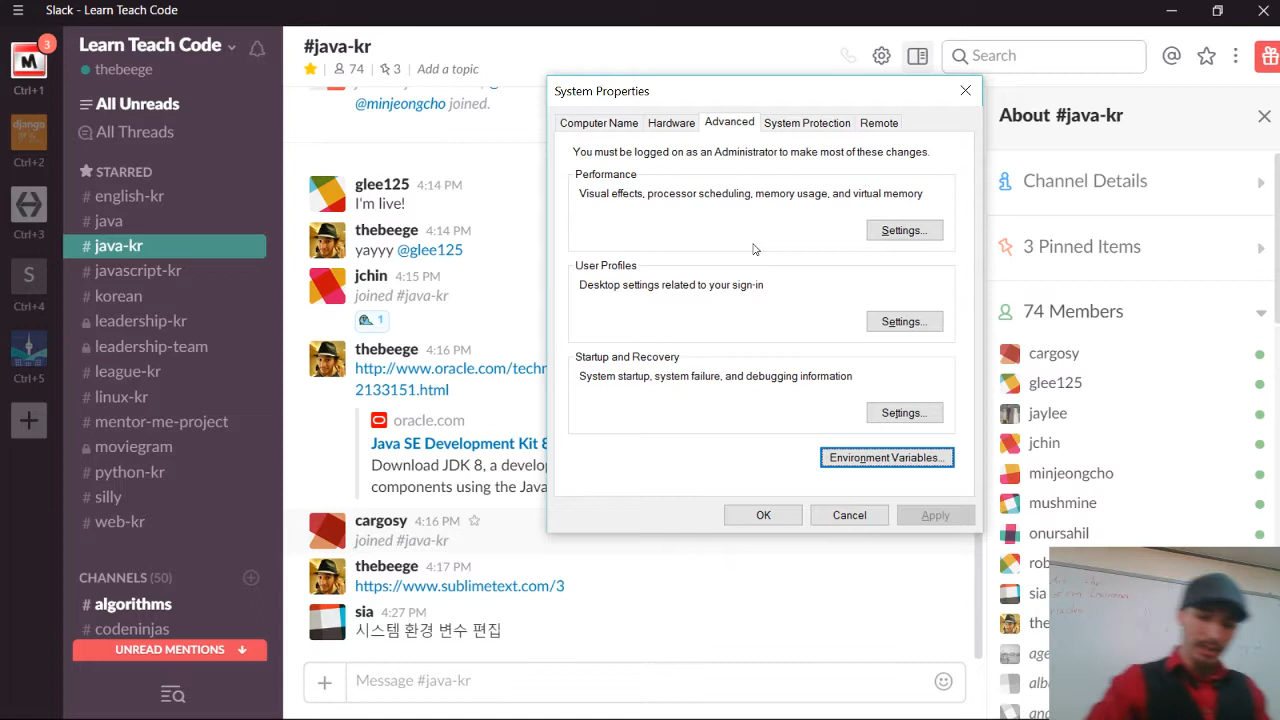 Slack - Learn Teach Code
3
M
Ctrl+1
django
Ctrl+2
Ctrl+3
S
Ctrl+4
Ctrl+5
Learn Teach Code
thebeege
All Unreads
All Threads
STARRED
# english-kr
# java
# java-kr
# javascript-kr
# korean
leadership-kr
leadership-team
# league-kr
# linux-kr
# mentor-me-project
moviegram
# python-kr
# silly
# web-kr
CHANNELS (50)
# algorithms
# codeninjas
UNREAD MENTIONS
#java-kr
74
3
Add a topic
Search
@minjeongcho joined.
glee125 4:14 PM
I'm live!
thebeege 4:14 PM
yayyy @glee125
jchin 4:15 PM
joined #java-kr
1
thebeege 4:16 PM
http://www.oracle.com/techn
2133151.html
oracle.com
Java SE Development Kit 8
Download JDK 8, a develop
components using the Java
cargosy 4:16 PM
joined #java-kr
thebeege 4:17 PM
https://www.sublimetext.com/3
sia 4:27 PM
시스템 환경 변수 편집
Message #java-kr
System Properties
Computer Name
Hardware
Advanced
System Protection
Remote
You must be logged on as an Administrator to make most of these changes.
Performance
Visual effects, processor scheduling, memory usage, and virtual memory
Settings...
User Profiles
Desktop settings related to your sign-in
Settings...
Startup and Recovery
System startup, system failure, and debugging information
Settings...
Environment Variables...
OK
Cancel
Apply
About #java-kr
Channel Details
3 Pinned Items
74 Members
cargosy
glee125
jaylee
jchin
minjeongcho
mushmine
onursahil
rob
sia
the
age
alb
and